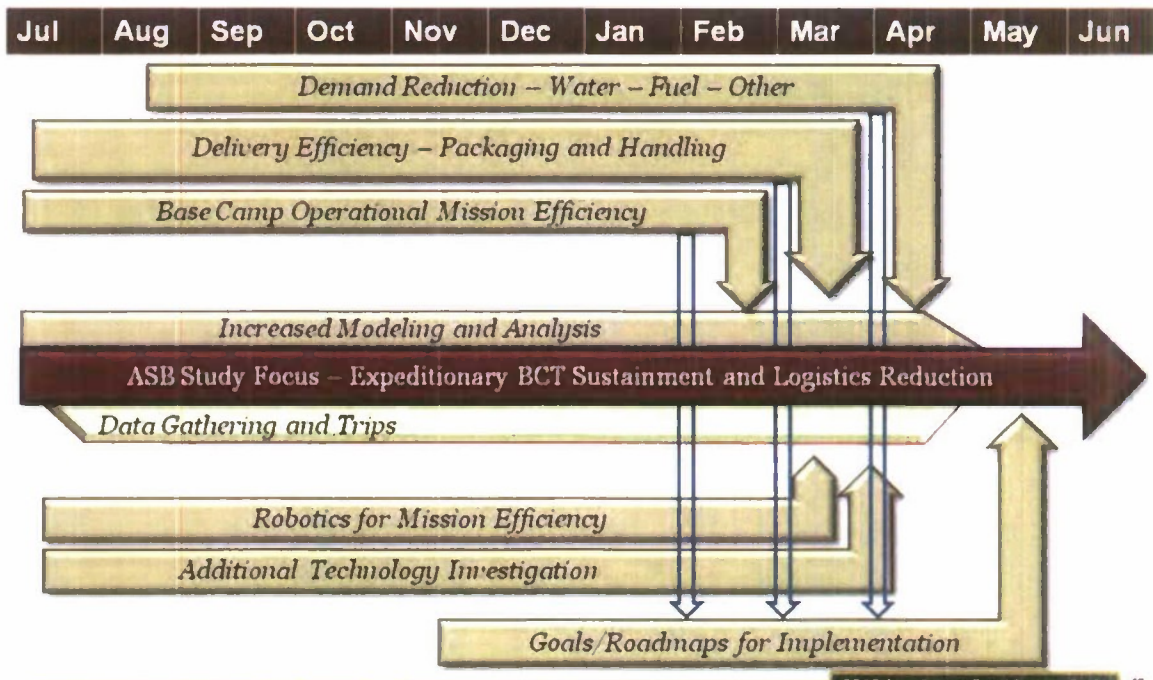 Jul Aug Sep Oct Nov Dec Jan Feb Mar Apr May Jun
Demand Reduction – Water – Fuel – Other
Delivery Efficiency – Packaging and Handling
Base Camp Operational Mission Efficiency
Increased Modeling and Analysis
ASB Study Focus – Expeditionary BCT Sustainment and Logistics Reduction
Data Gathering and Trips
Robotics for Mission Efficiency
Additional Technology Investigation
Goals/Roadmaps for Implementation